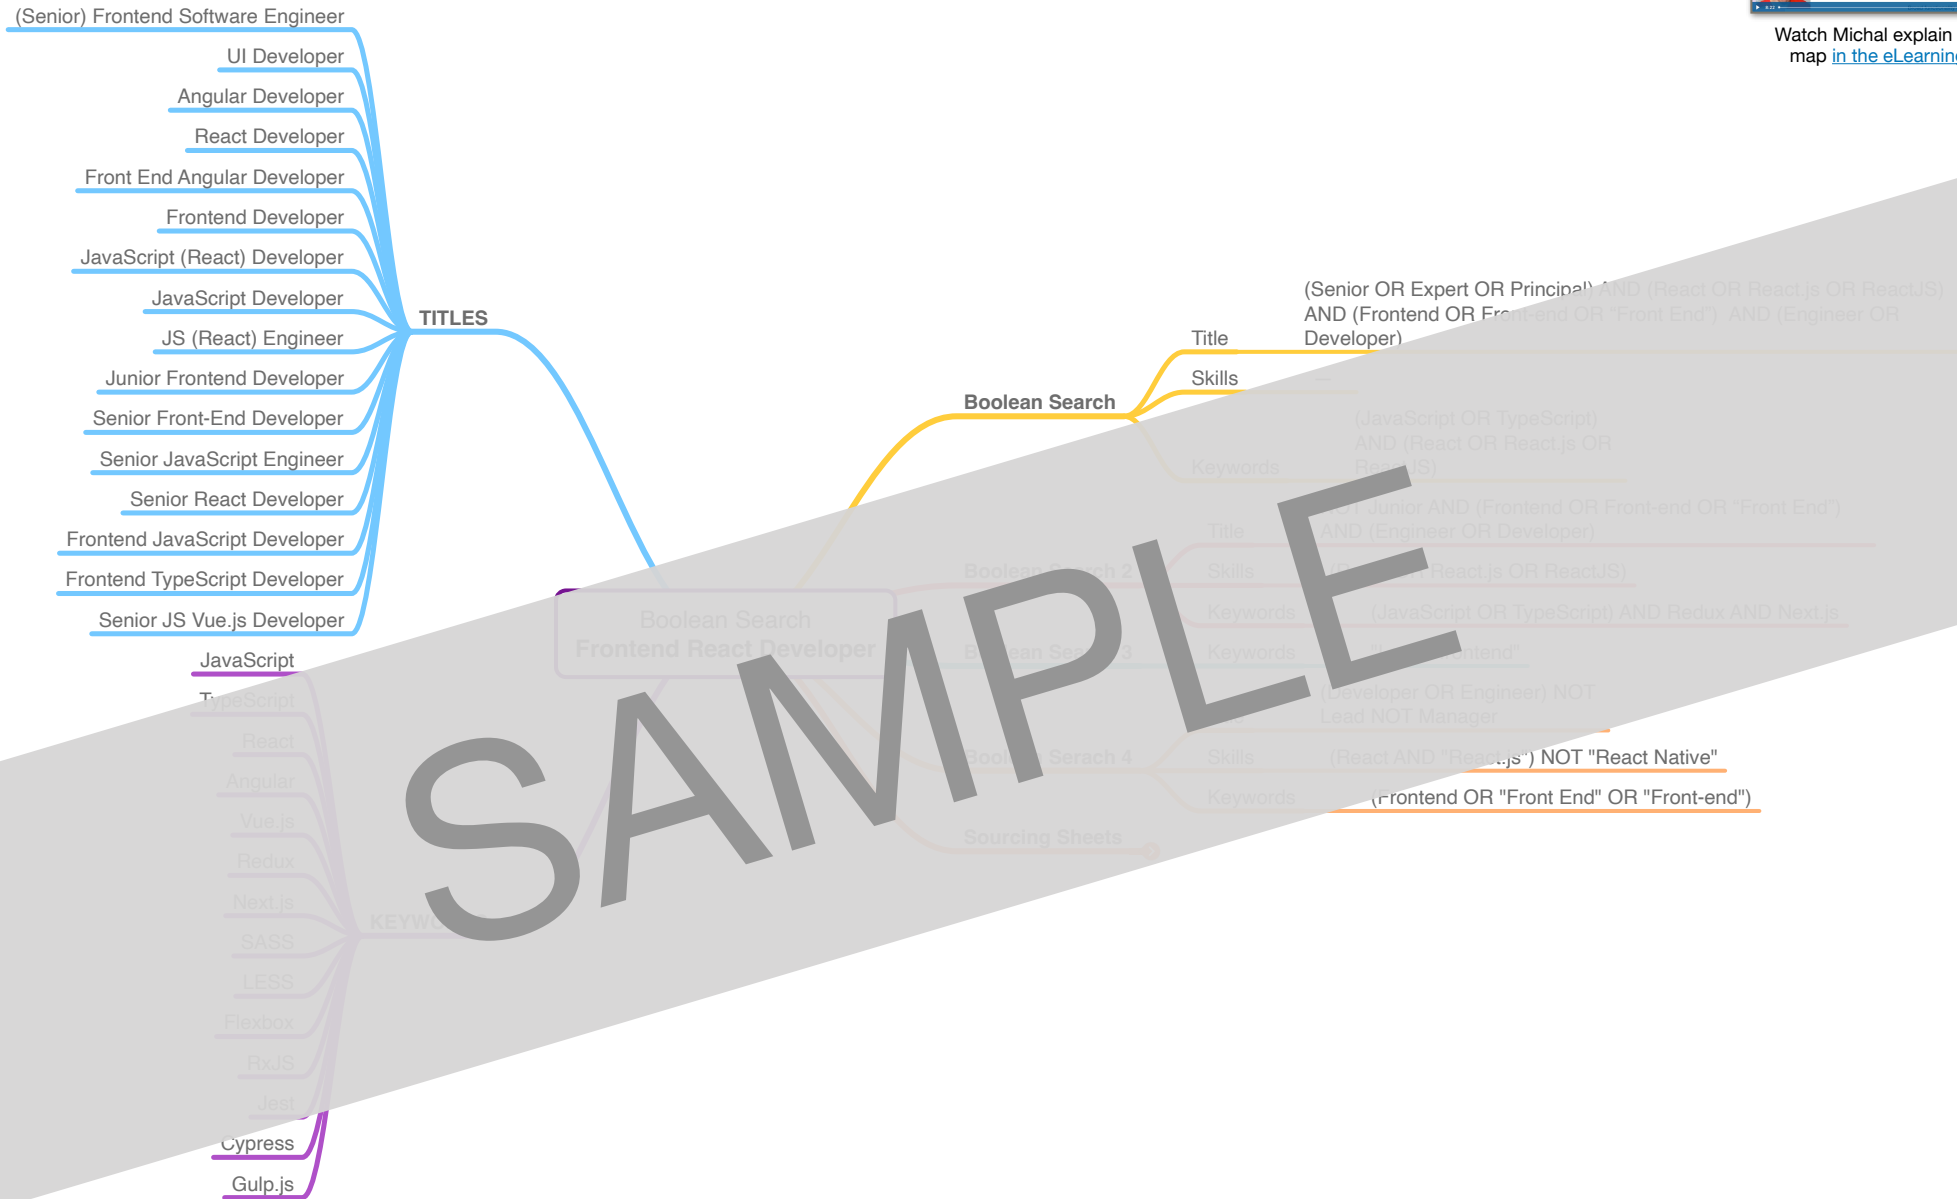 (Senior) Frontend Software Engineer
UI Developer
Angular Developer
React Developer
Front End Angular Developer
Frontend Developer
JavaScript (React) Developer
JavaScript Developer
JS (React) Engineer
Junior Frontend Developer
Senior Front-End Developer
Senior JavaScript Engineer
Senior React Developer
Frontend JavaScript Developer
Frontend TypeScript Developer
Senior JS Vue.js Developer
TITLES
JavaScript
TypeScript
React
Angular
Vue.js
Redux
Next.js
SASS
LESS
Flexbox
RxJS
Jest
Cypress
Gulp.js
Boolean Search
Frontend React Developer
Watch Michal explain
map in the eLearning
Boolean Search
Title
(Senior OR Expert OR Principal) AND (React OR React.js OR ReactJS)
AND (Frontend OR Front-end OR "Front End") AND (Engineer OR
Developer)
Skills
—
Keywords
(JavaScript OR TypeScript)
AND (React OR React.js OR
ReactJS)
Boolean Search 2
Title
Junior AND (Frontend OR Front-end OR "Front End")
AND (Engineer OR Developer)
Skills
React.js OR ReactJS)
Keywords
(JavaScript OR TypeScript) AND Redux AND Next.js
Boolean Search 3
Keywords
Boolean Serach 4
(Developer OR Engineer) NOT
Lead NOT Manager
Skills
(React AND "React.js") NOT "React Native"
Keywords
(Frontend OR "Front End" OR "Front-end")
Sourcing Sheets
SAMPLE